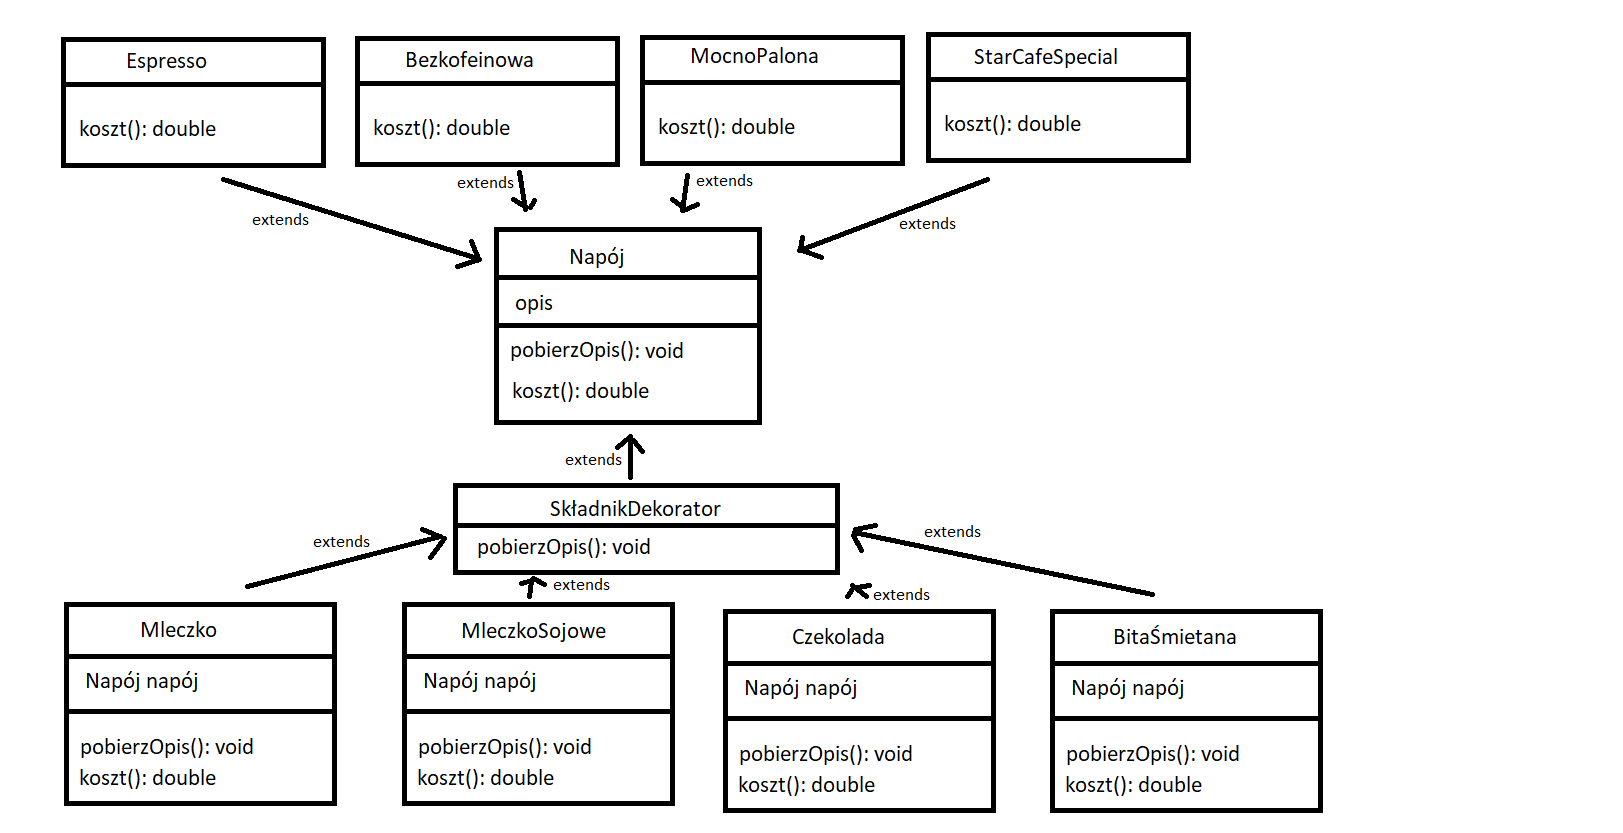 Espresso
koszt(): double
Bezkofeinowa
koszt(): double
MocnoPalona
koszt(): double
StarCafeSpecial
koszt(): double
extends
extends
extends
extends
Napój
opis
pobierzOpis(): void
koszt(): double
extends
SkładnikDekorator
pobierzOpis(): void
extends
extends
extends
extends
Mleczko
Napój napój
pobierzOpis(): void
koszt(): double
MleczkoSojowe
Napój napój
pobierzOpis(): void
koszt(): double
Czekolada
Napój napój
pobierzOpis(): void
koszt(): double
BitaŚmietana
Napój napój
pobierzOpis(): void
koszt(): double